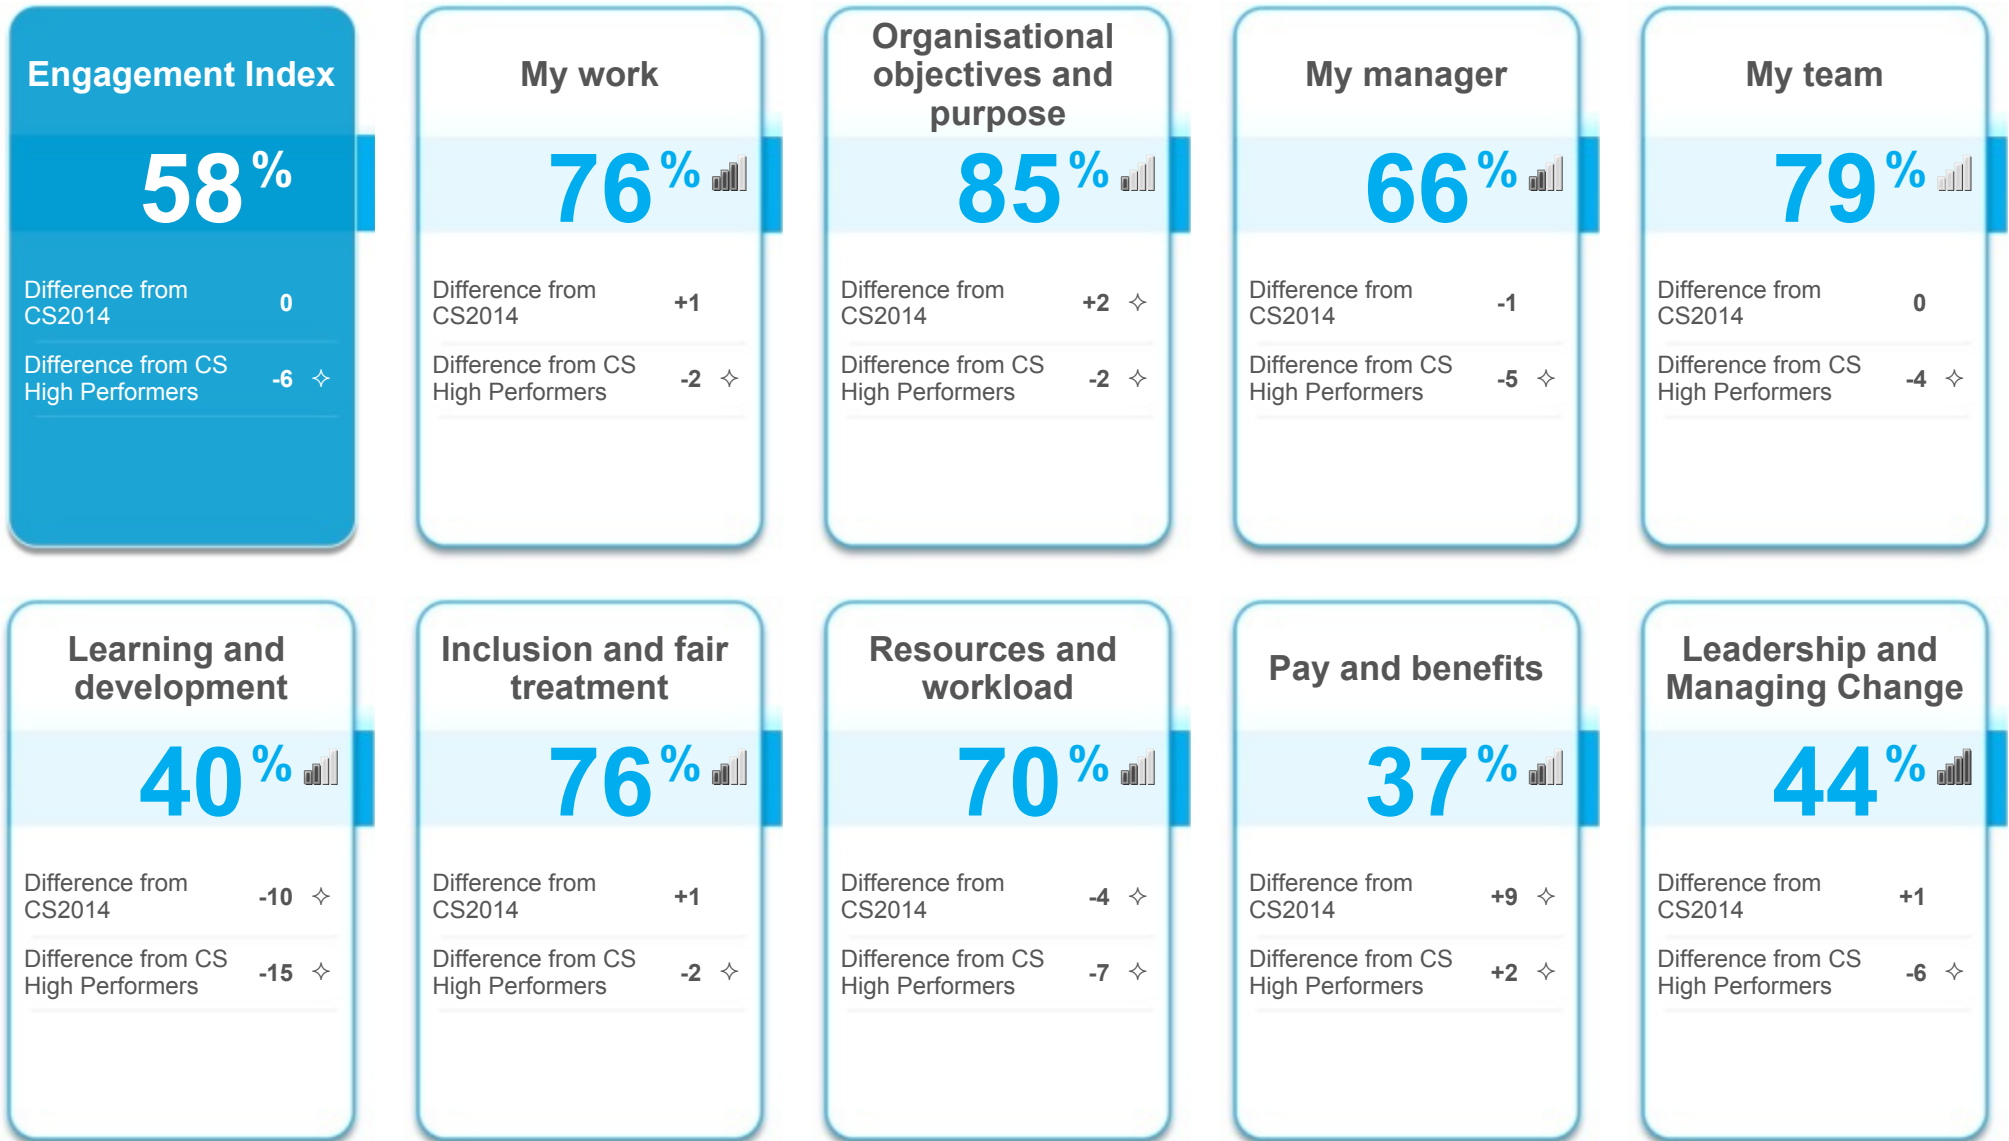 Engagement Index
58%
Difference from
CS2014
0
Difference from CS
High Performers
-6 ✧
My work
76%
Difference from
CS2014
+1
Difference from CS
High Performers
-2 ✧
Organisational
objectives and
purpose
85%
Difference from
CS2014
+2 ✧
Difference from CS
High Performers
-2 ✧
My manager
66%
Difference from
CS2014
-1
Difference from CS
High Performers
-5 ✧
My team
79%
Difference from
CS2014
0
Difference from CS
High Performers
-4 ✧
Learning and
development
40%
Difference from
CS2014
-10 ✧
Difference from CS
High Performers
-15 ✧
Inclusion and fair
treatment
76%
Difference from
CS2014
+1
Difference from CS
High Performers
-2 ✧
Resources and
workload
70%
Difference from
CS2014
-4 ✧
Difference from CS
High Performers
-7 ✧
Pay and benefits
37%
Difference from
CS2014
+9 ✧
Difference from CS
High Performers
+2 ✧
Leadership and
Managing Change
44%
Difference from
CS2014
+1
Difference from CS
High Performers
-6 ✧